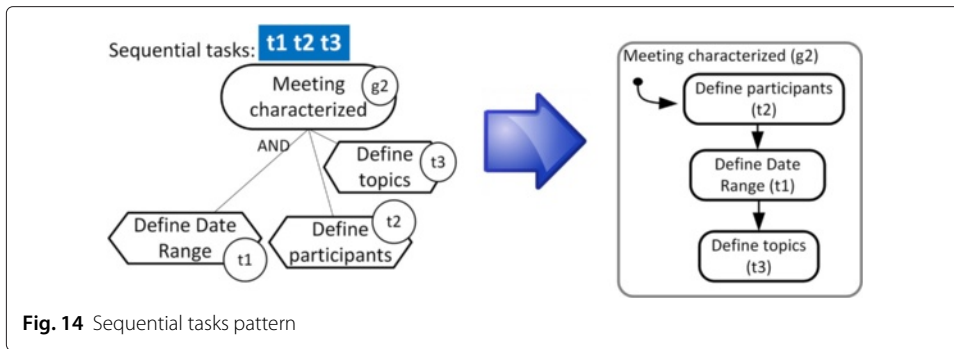 Sequential tasks: t1 t2 t3
Meeting
characterized
g2
AND
Define
topics
t3
Define Date
Range
t1
Define
participants
t2
Meeting characterized (g2)
Define participants
(t2)
Define Date
Range (t1)
Define topics
(t3)
Fig. 14 Sequential tasks pattern